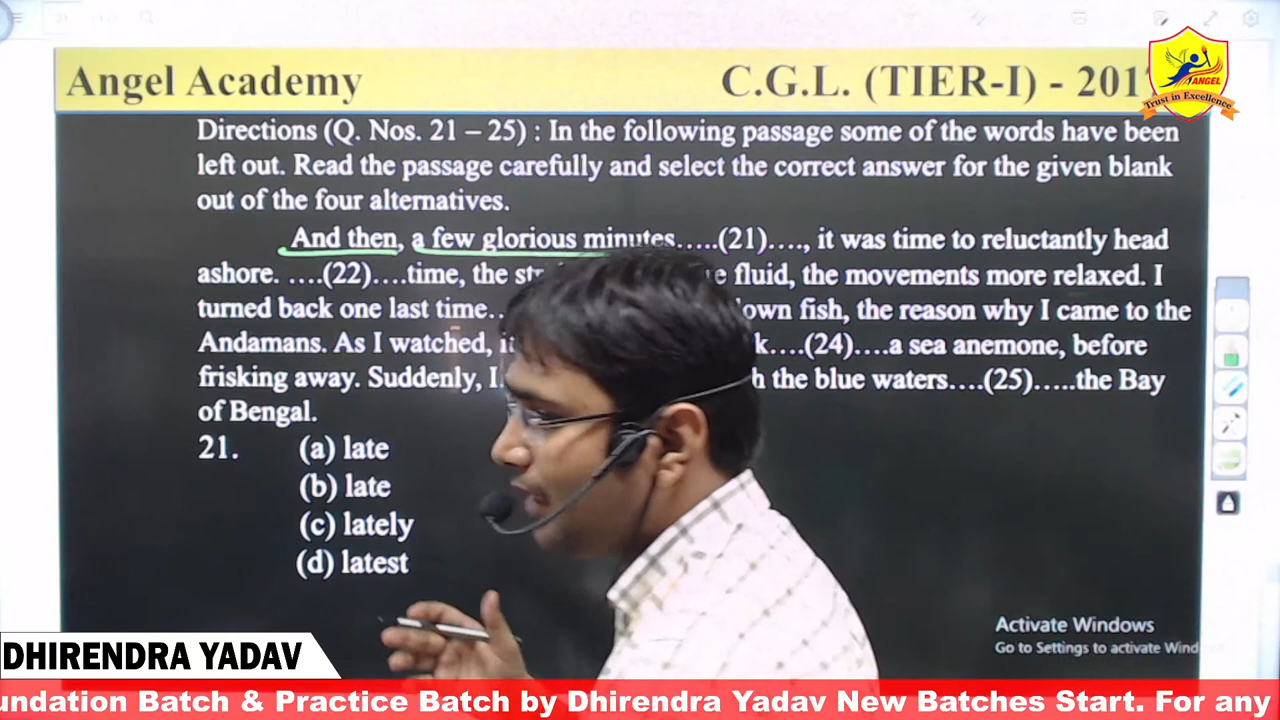 Angel Academy
C.G.L. (TIER-I) - 201
ANGEL
Trust in Excellence
Directions (Q. Nos. 21 – 25) : In the following passage some of the words have been
left out. Read the passage carefully and select the correct answer for the given blank
out of the four alternatives.
And then, a few glorious minutes.....(21)...., it was time to reluctantly head
ashore. ....(22)....time, the fluid, the movements more relaxed. I
turned back one last time.. fish, the reason why I came to the
Andamans. As I watched, ....(24)....a sea anemone, before
frisking away. Suddenly, I. the blue waters....(25).....the Bay
of Bengal.
21. (a) late
(b) late
(c) lately
(d) latest
Activate Windows
Go to Settings to activate
DHIRENDRA YADAV
Batch & Practice Batch by Dhirendra Yadav New Batches Start. For any